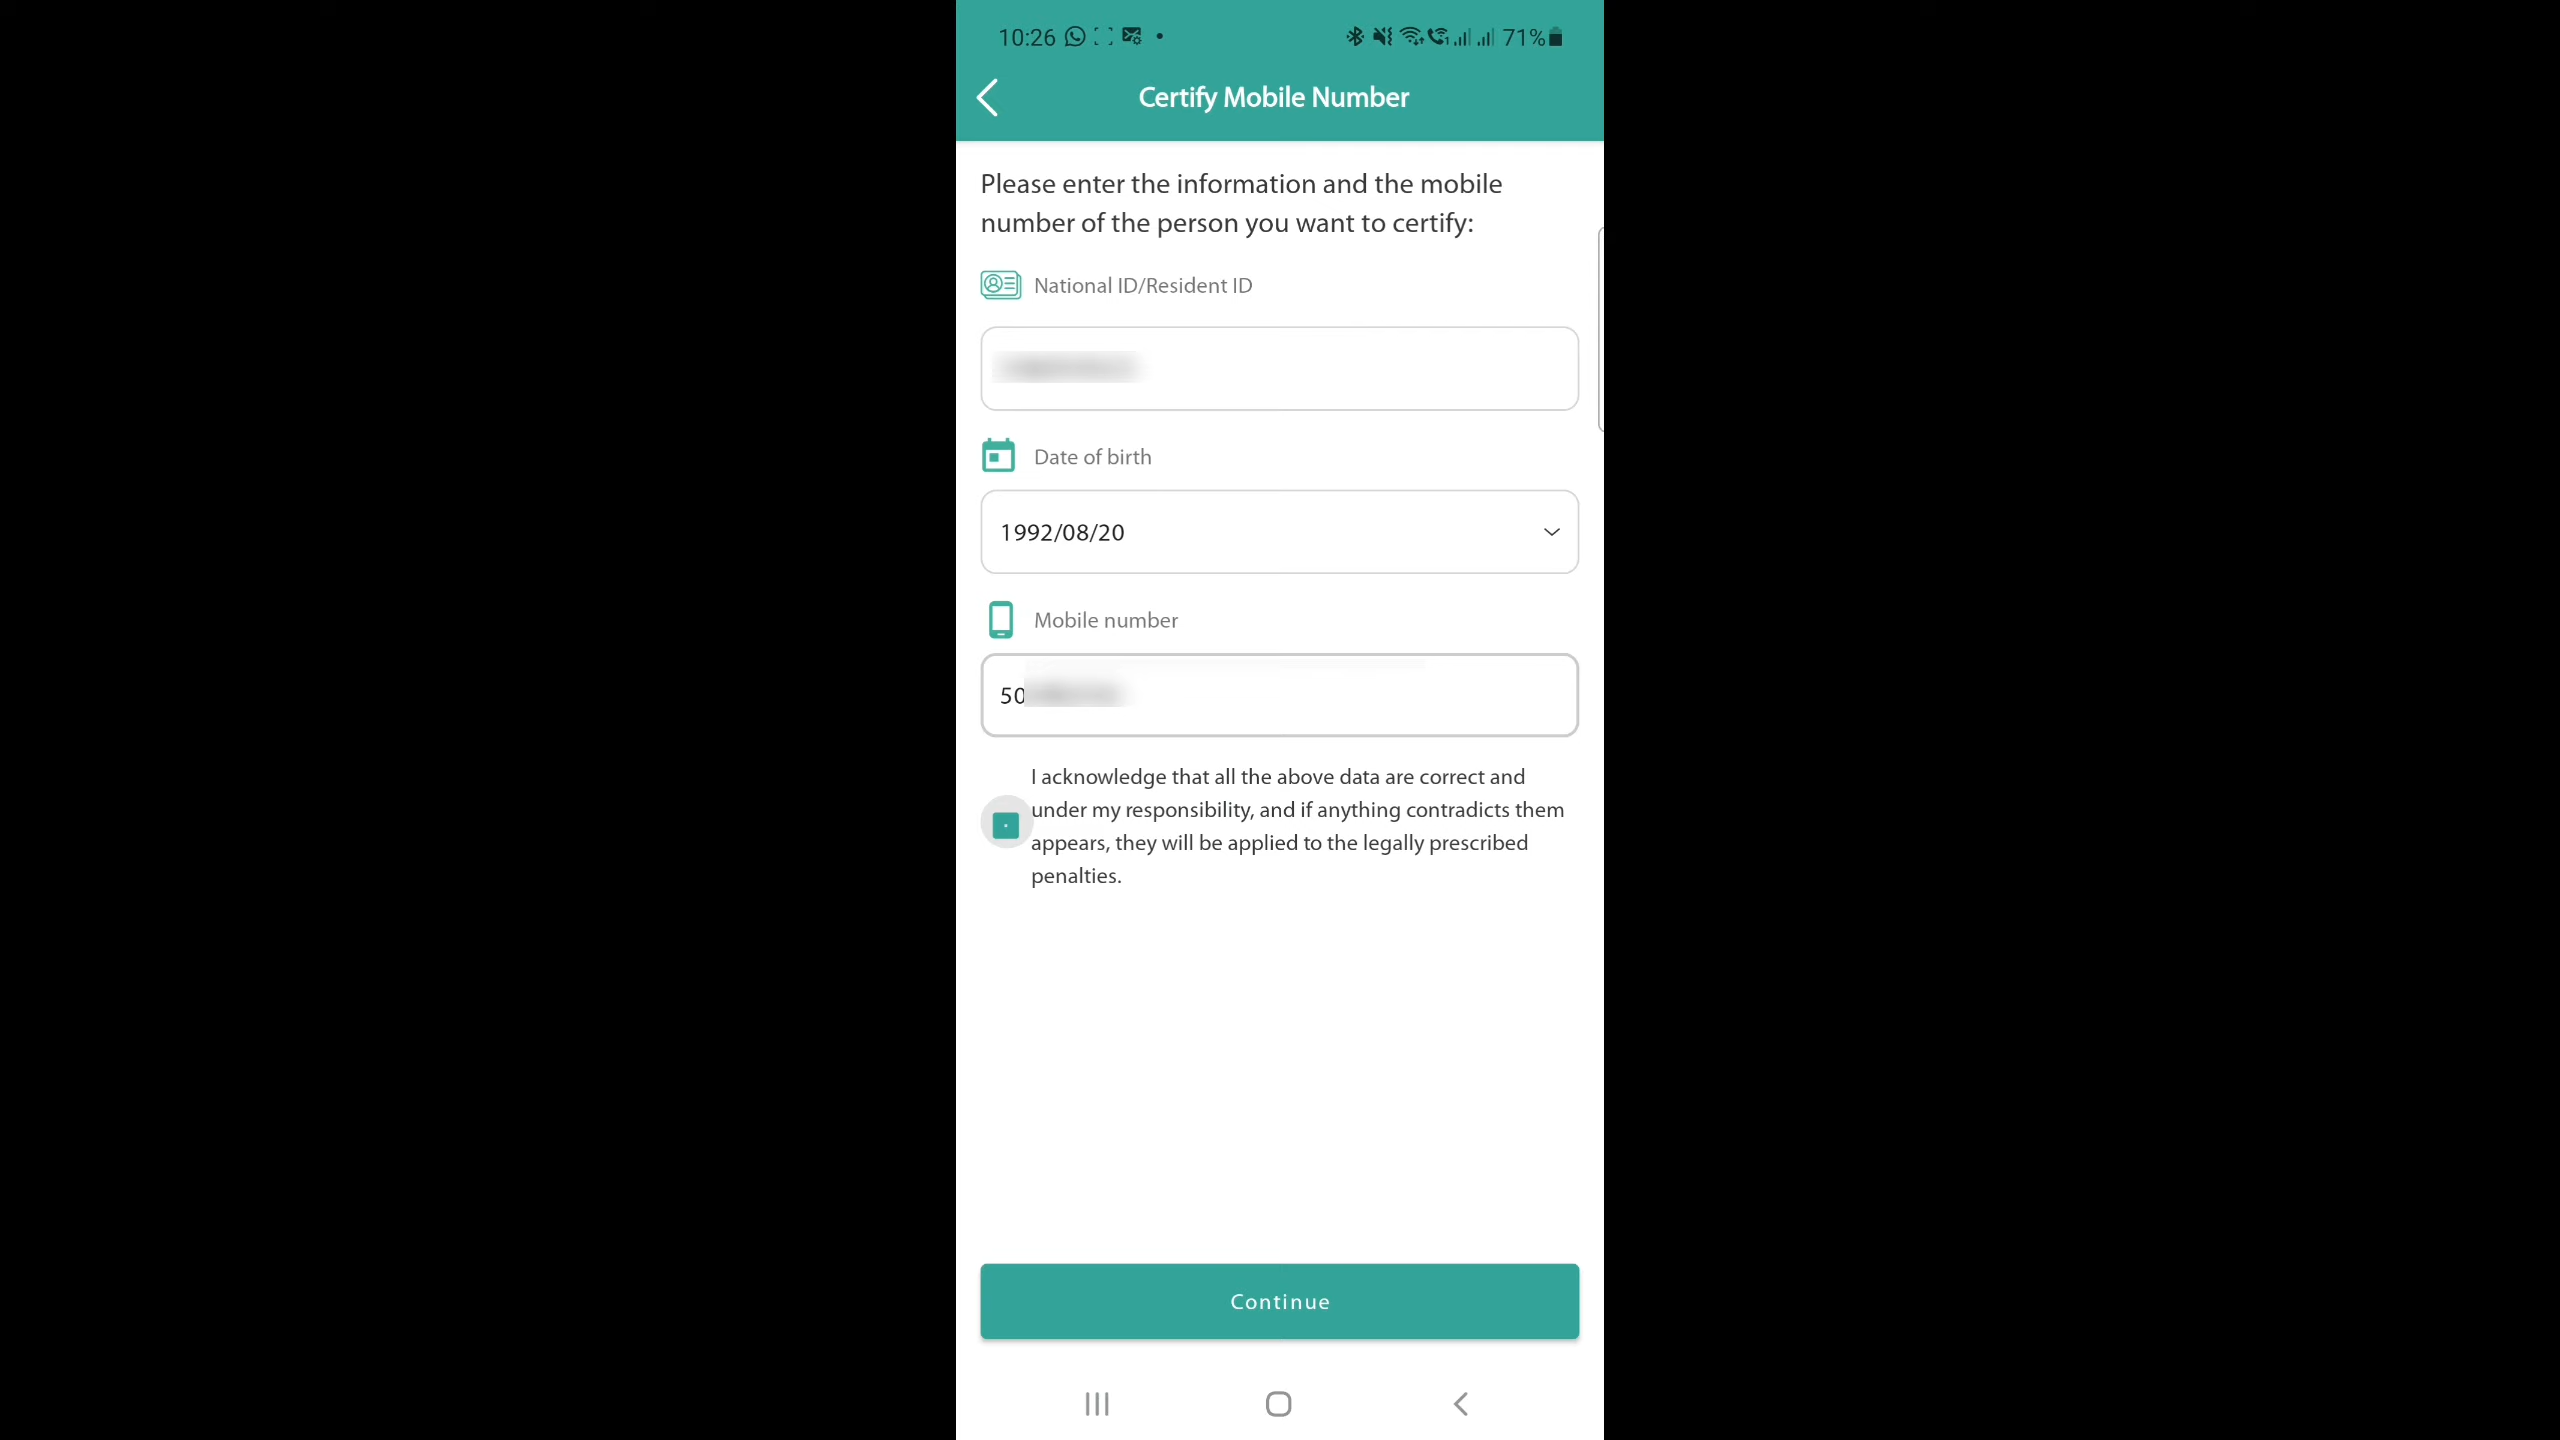 10:26
71%
Certify Mobile Number
Please enter the information and the mobile
number of the person you want to certify:
National ID/Resident ID
Date of birth
1992/08/20
Mobile number
50
I acknowledge that all the above data are correct and
under my responsibility, and if anything contradicts them
appears, they will be applied to the legally prescribed
penalties.
Continue